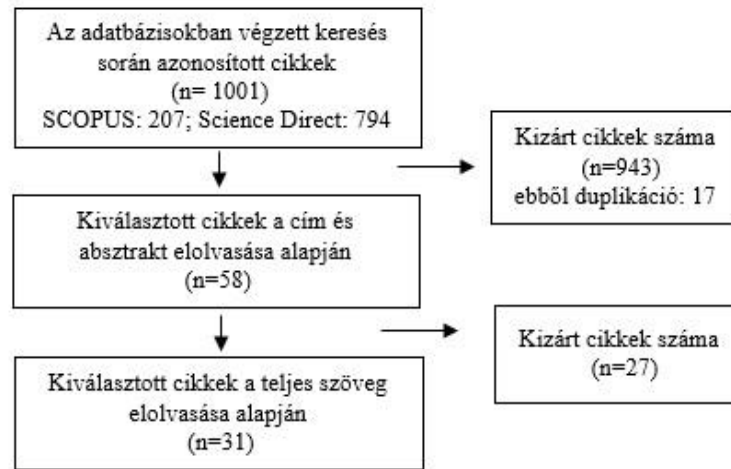 Az adatbázisokban végzett keresés
során azonosított cikkek
(n= 1001)
SCOPUS: 207; Science Direct: 794
Kizárt cikkek száma
(n=943)
ebből duplikáció: 17
Kiválasztott cikkek a cím és
absztrakt elolvasása alapján
(n=58)
Kizárt cikkek száma
(n=27)
Kiválasztott cikkek a teljes szöveg
elolvasása alapján
(n=31)